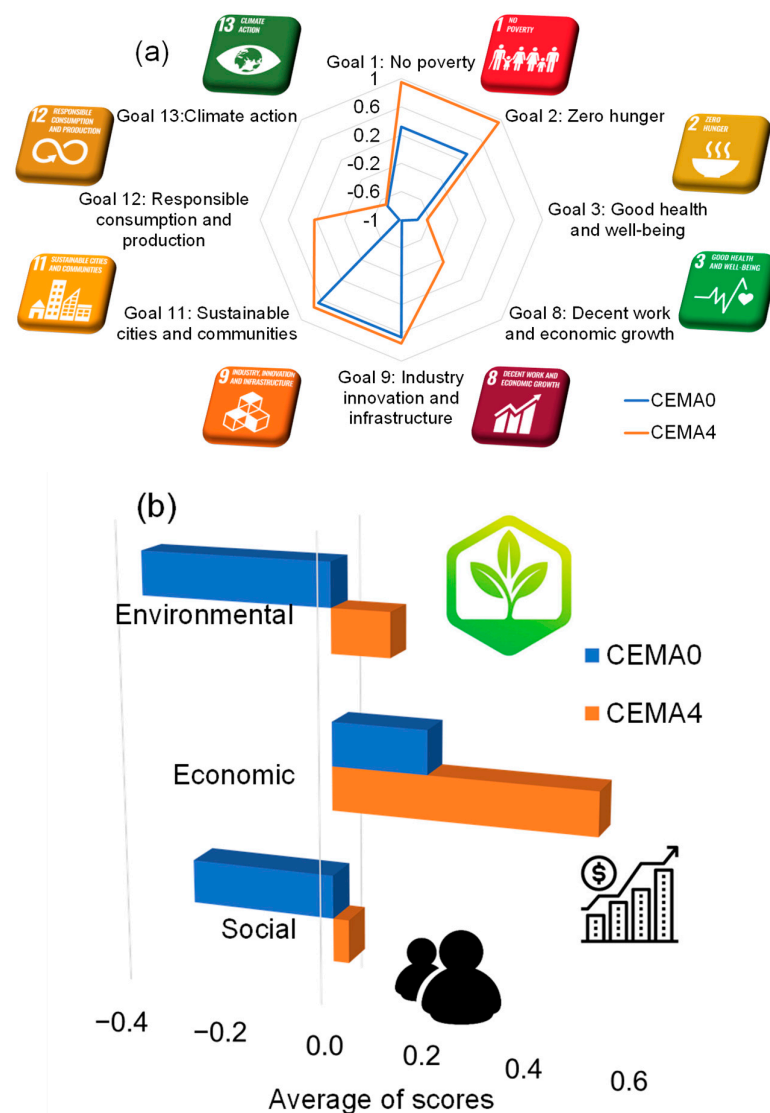 (a)
13 CLIMATE
ACTION
1 NO
POVERTY
Goal 1: No poverty
1
0.6
0.2
-0.2
-0.6
-1
12 RESPONSIBLE
CONSUMPTION
AND PRODUCTION
Goal 13:Climate action
Goal 2: Zero hunger
2 ZERO
HUNGER
Goal 12: Responsible
consumption and
production
Goal 3: Good health
and well-being
11 SUSTAINABLE CITIES
AND COMMUNITIES
3 GOOD HEALTH
AND WELL-BEING
Goal 11: Sustainable
cities and communities
Goal 8: Decent work
and economic growth
9 INDUSTRY, INNOVATION
AND INFRASTRUCTURE
Goal 9: Industry
innovation and
infrastructure
8 DECENT WORK AND
ECONOMIC GROWTH
CEMA0
CEMA4
(b)
Environmental
CEMA0
CEMA4
Economic
$
Social
−0.4
−0.2
0.0
0.2
0.4
0.6
Average of scores